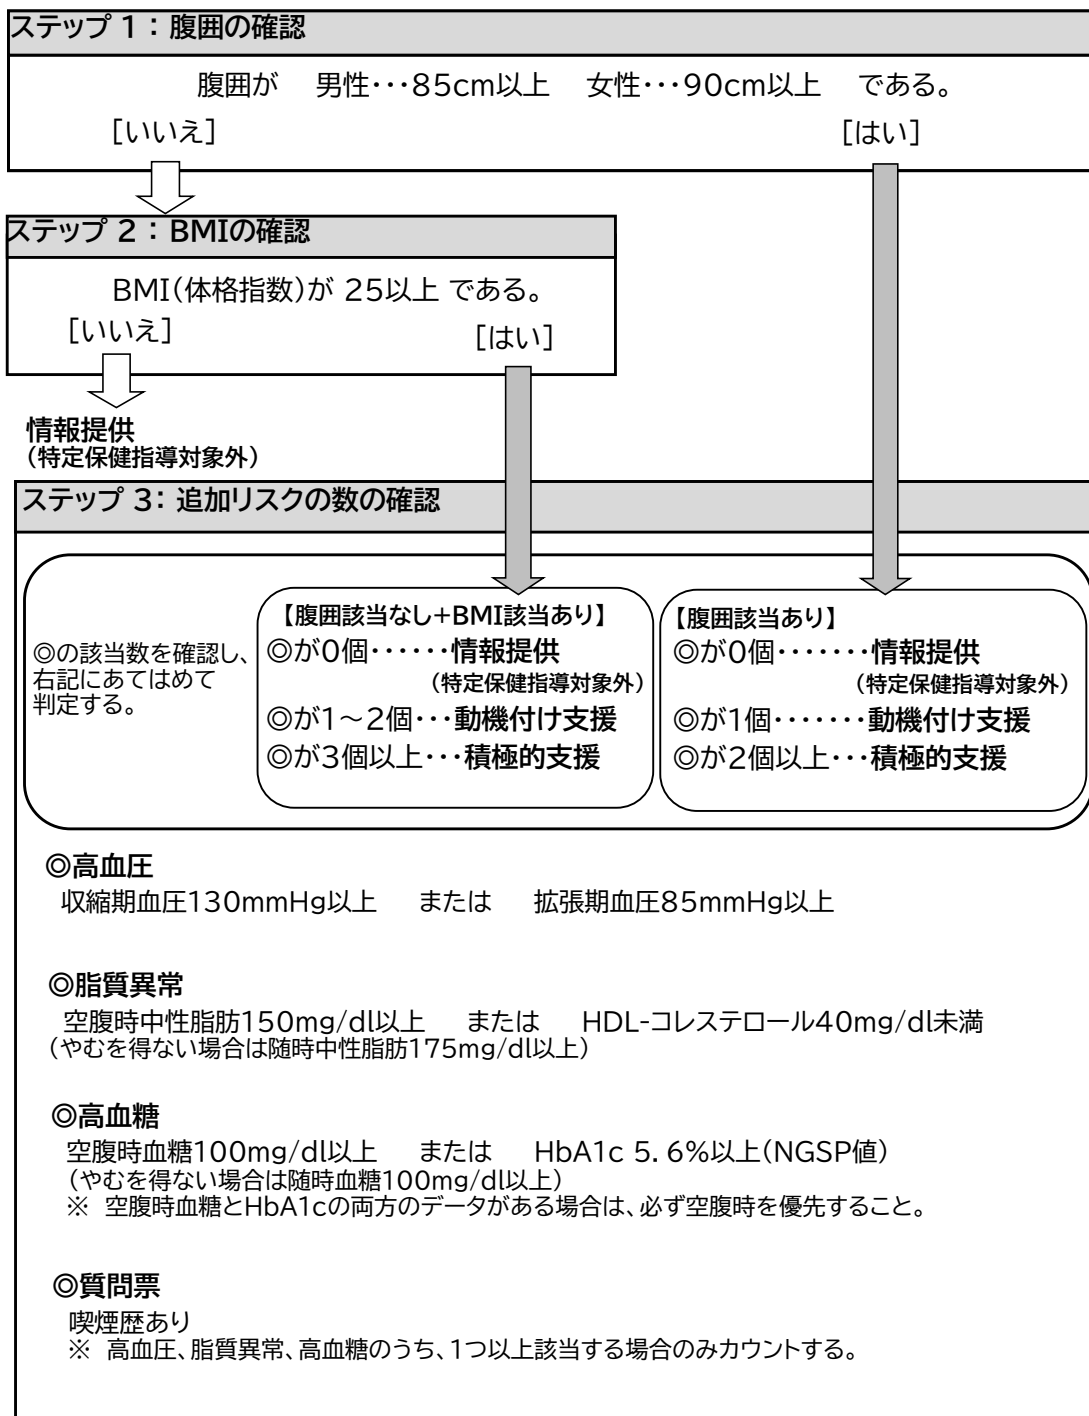 ステップ 1：腹囲の確認
腹囲が　男性･･･85cm以上　女性･･･90cm以上　である。
[いいえ]　[はい]
ステップ 2：BMIの確認
BMI(体格指数)が 25以上 である。
[いいえ]　[はい]
情報提供
(特定保健指導対象外)
ステップ 3：追加リスクの数の確認
◎の該当数を確認し、
右記にあてはめて
判定する。
【腹囲該当なし+BMI該当あり】
◎が0個･･････情報提供
(特定保健指導対象外)
◎が1～2個･･･動機付け支援
◎が3個以上･･･積極的支援
【腹囲該当あり】
◎が0個･･･････情報提供
(特定保健指導対象外)
◎が1個･･･････動機付け支援
◎が2個以上･･･積極的支援
◎高血圧
収縮期血圧130mmHg以上　または　拡張期血圧85mmHg以上
◎脂質異常
空腹時中性脂肪150mg/dl以上　または　HDL-コレステロール40mg/dl未満
(やむを得ない場合は随時中性脂肪175mg/dl以上)
◎高血糖
空腹時血糖100mg/dl以上　または　HbA1c 5．6%以上(NGSP値)
(やむを得ない場合は随時血糖100mg/dl以上)
※ 空腹時血糖とHbA1cの両方のデータがある場合は、必ず空腹時を優先すること。
◎質問票
喫煙歴あり
※ 高血圧、脂質異常、高血糖のうち、1つ以上該当する場合のみカウントする。